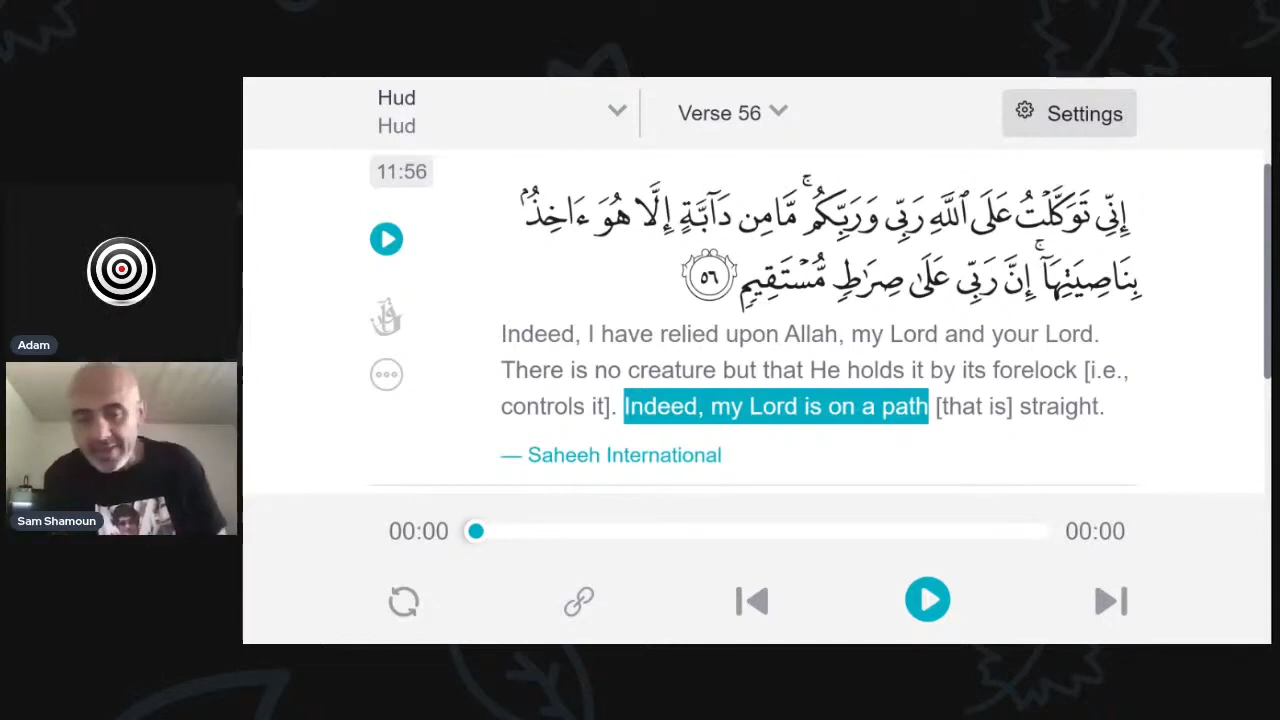 Hud
Hud
Verse 56
Settings
11:56
إِنِّى تَوَكَّلْتُ عَلَى ٱللَّهِ رَبِّى وَرَبِّكُم ۚ مَّا مِن دَآبَّةٍ إِلَّا هُوَ ءَاخِذٌۢ
بِنَاصِيَتِهَآ ۚ إِنَّ رَبِّى عَلَىٰ صِرَٰطٍ مُّسْتَقِيمٍ ٥٦
Indeed, I have relied upon Allah, my Lord and your Lord.
There is no creature but that He holds it by its forelock [i.e.,
controls it]. Indeed, my Lord is on a path [that is] straight.
— Saheeh International
Adam
Sam Shamoun
00:00
00:00